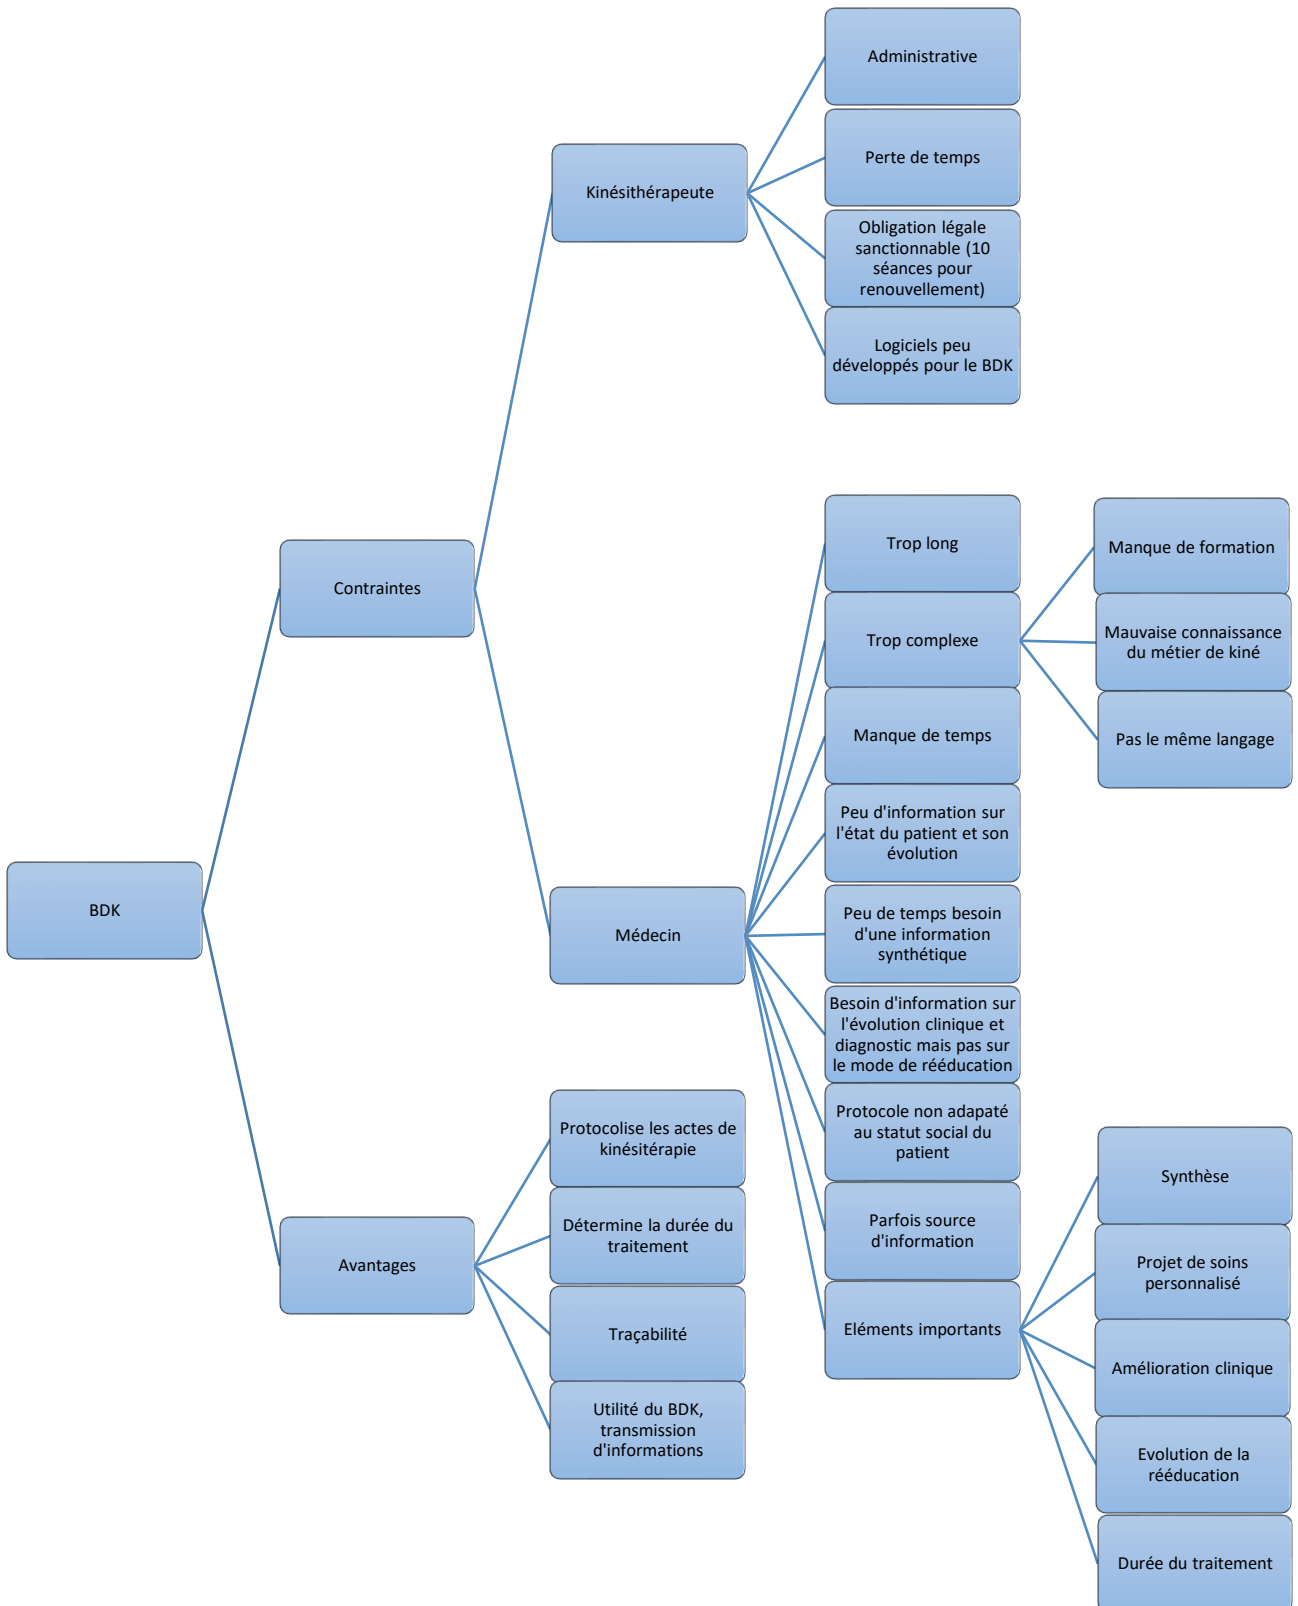 BDK
Contraintes
Kinésithérapeute
Administrative
Perte de temps
Obligation légale
sanctionnable (10
séances pour
renouvellement)
Logiciels peu
développés pour le BDK
Médecin
Trop long
Trop complexe
Manque de formation
Mauvaise connaissance
du métier de kiné
Pas le même langage
Manque de temps
Peu d'information sur
l'état du patient et son
évolution
Peu de temps besoin
d'une information
synthétique
Besoin d'information sur
l'évolution clinique et
diagnostic mais pas sur
le mode de rééducation
Protocole non adapaté
au statut social du
patient
Parfois source
d'information
Eléments importants
Synthèse
Projet de soins
personnalisé
Amélioration clinique
Evolution de la
rééducation
Durée du traitement
Avantages
Protocolise les actes de
kinésitérapie
Détermine la durée du
traitement
Traçabilité
Utilité du BDK,
transmission
d'informations